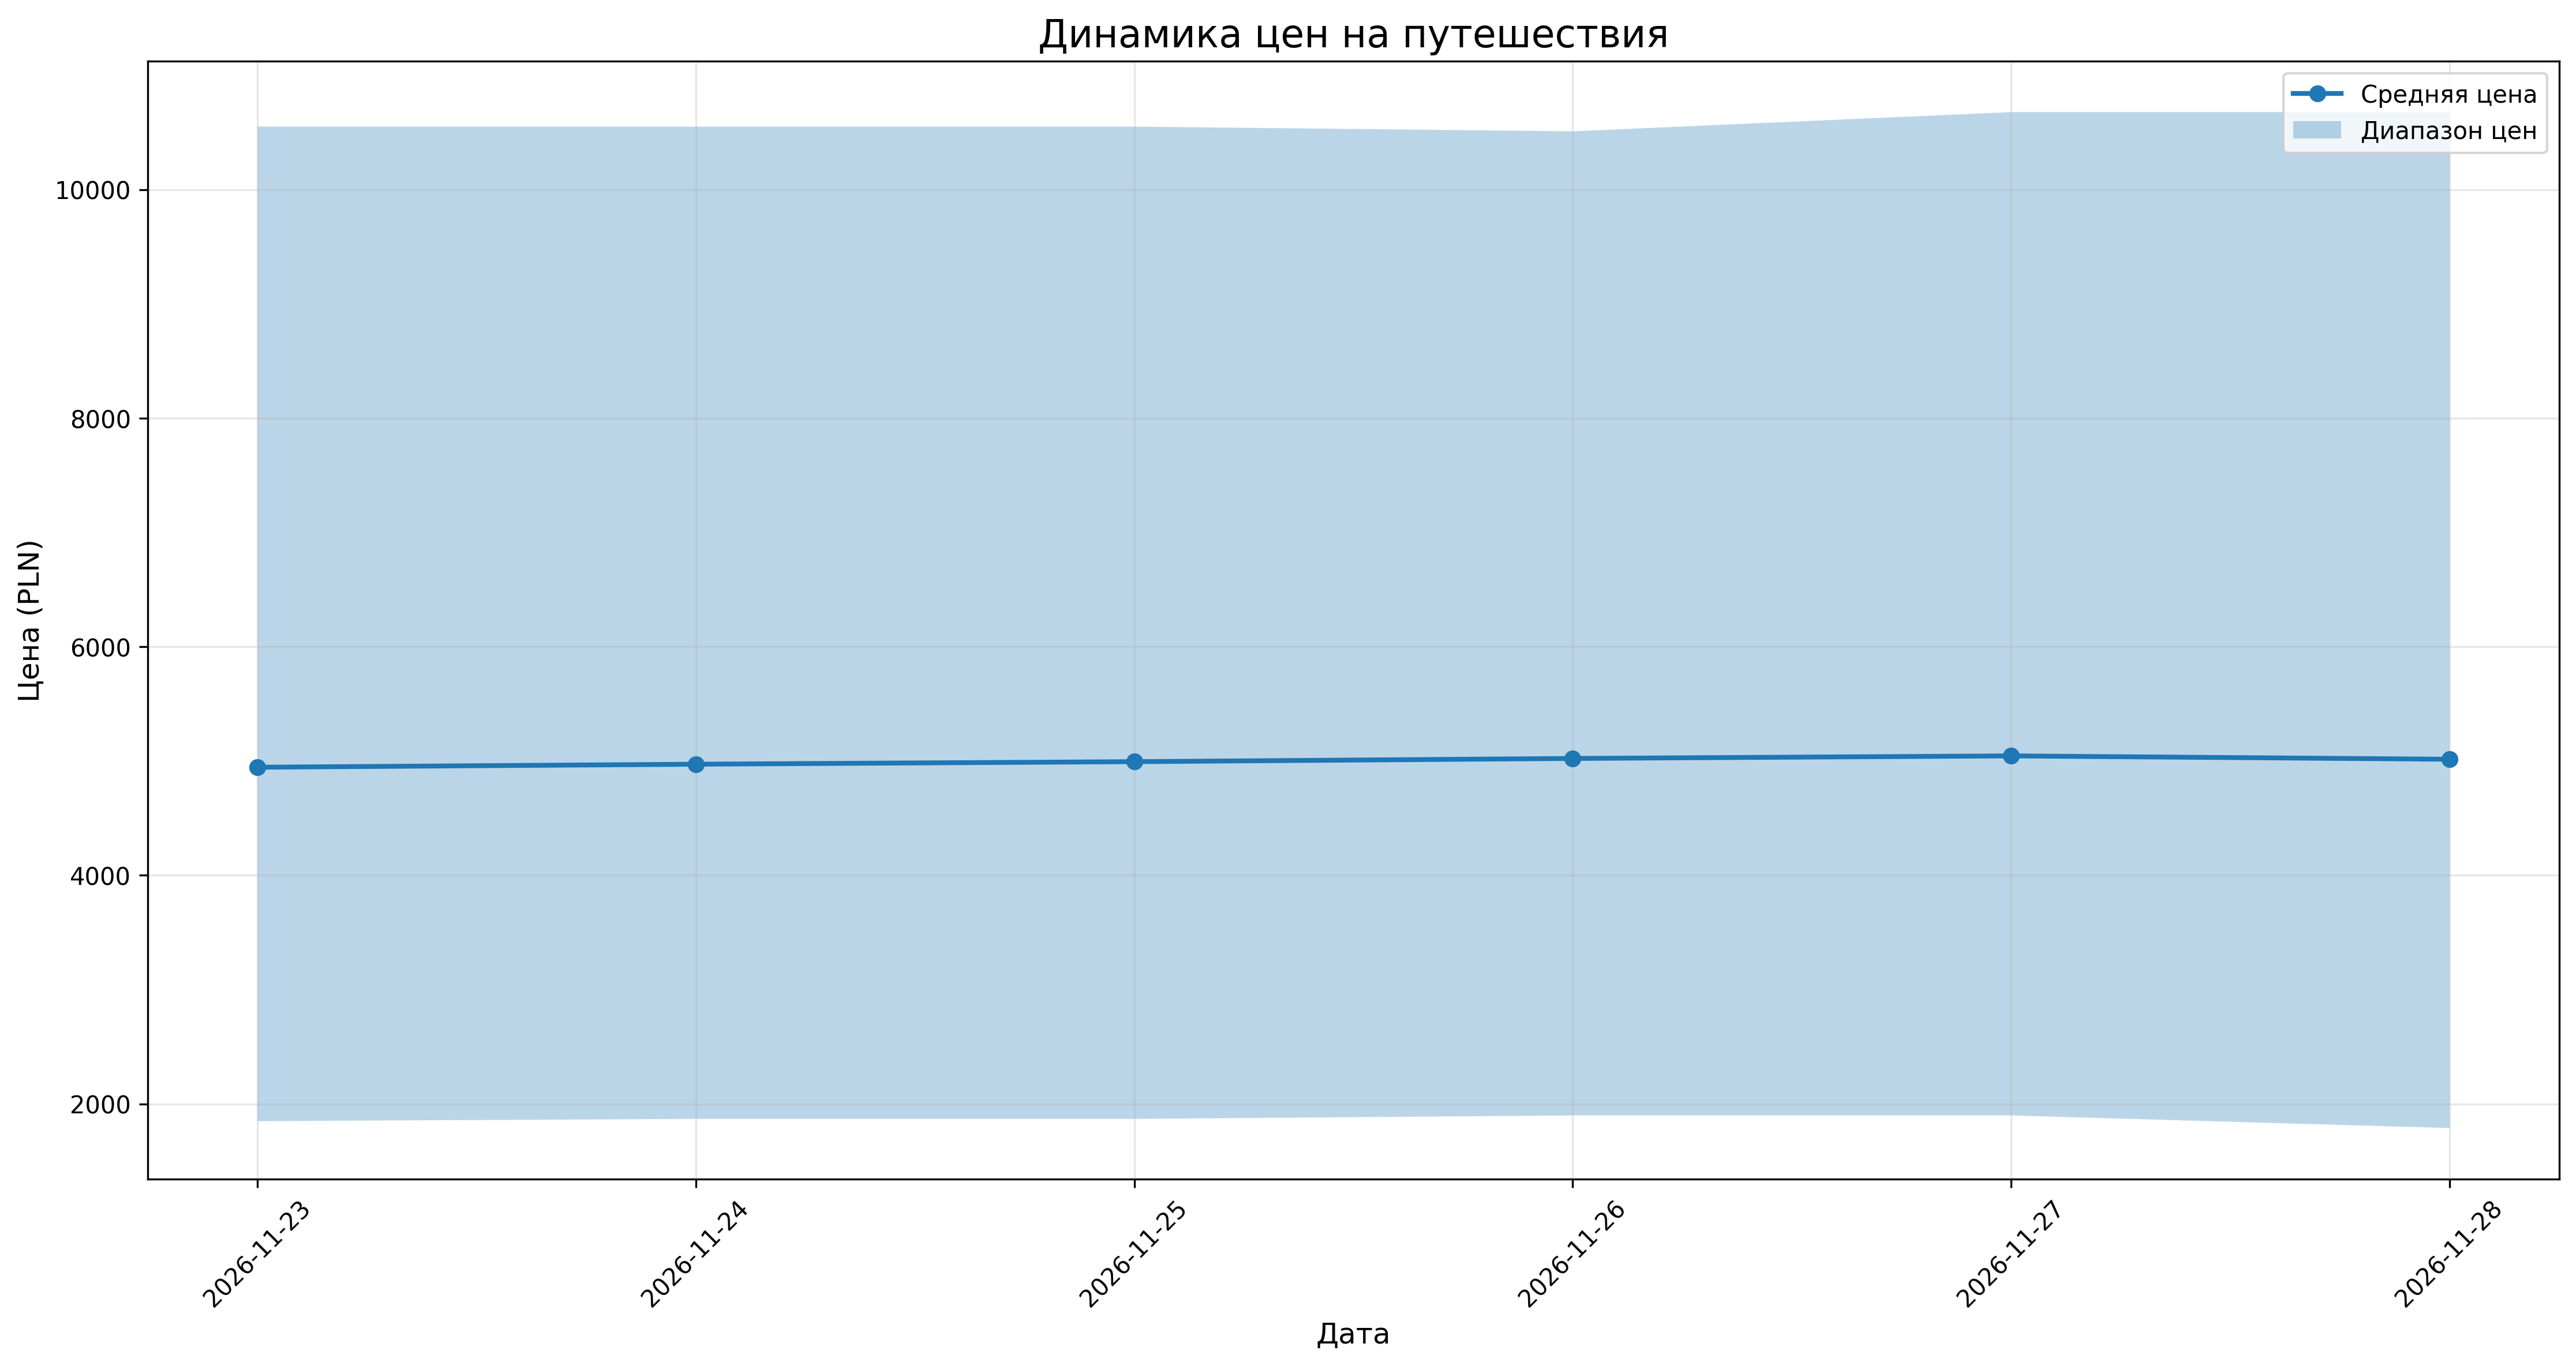 Динамика цен на путешествия
Средняя цена
Диапазон цен
10000
8000
6000
4000
2000
Цена (PLN)
2026-11-23
2026-11-24
2026-11-25
2026-11-26
2026-11-27
2026-11-28
Дата